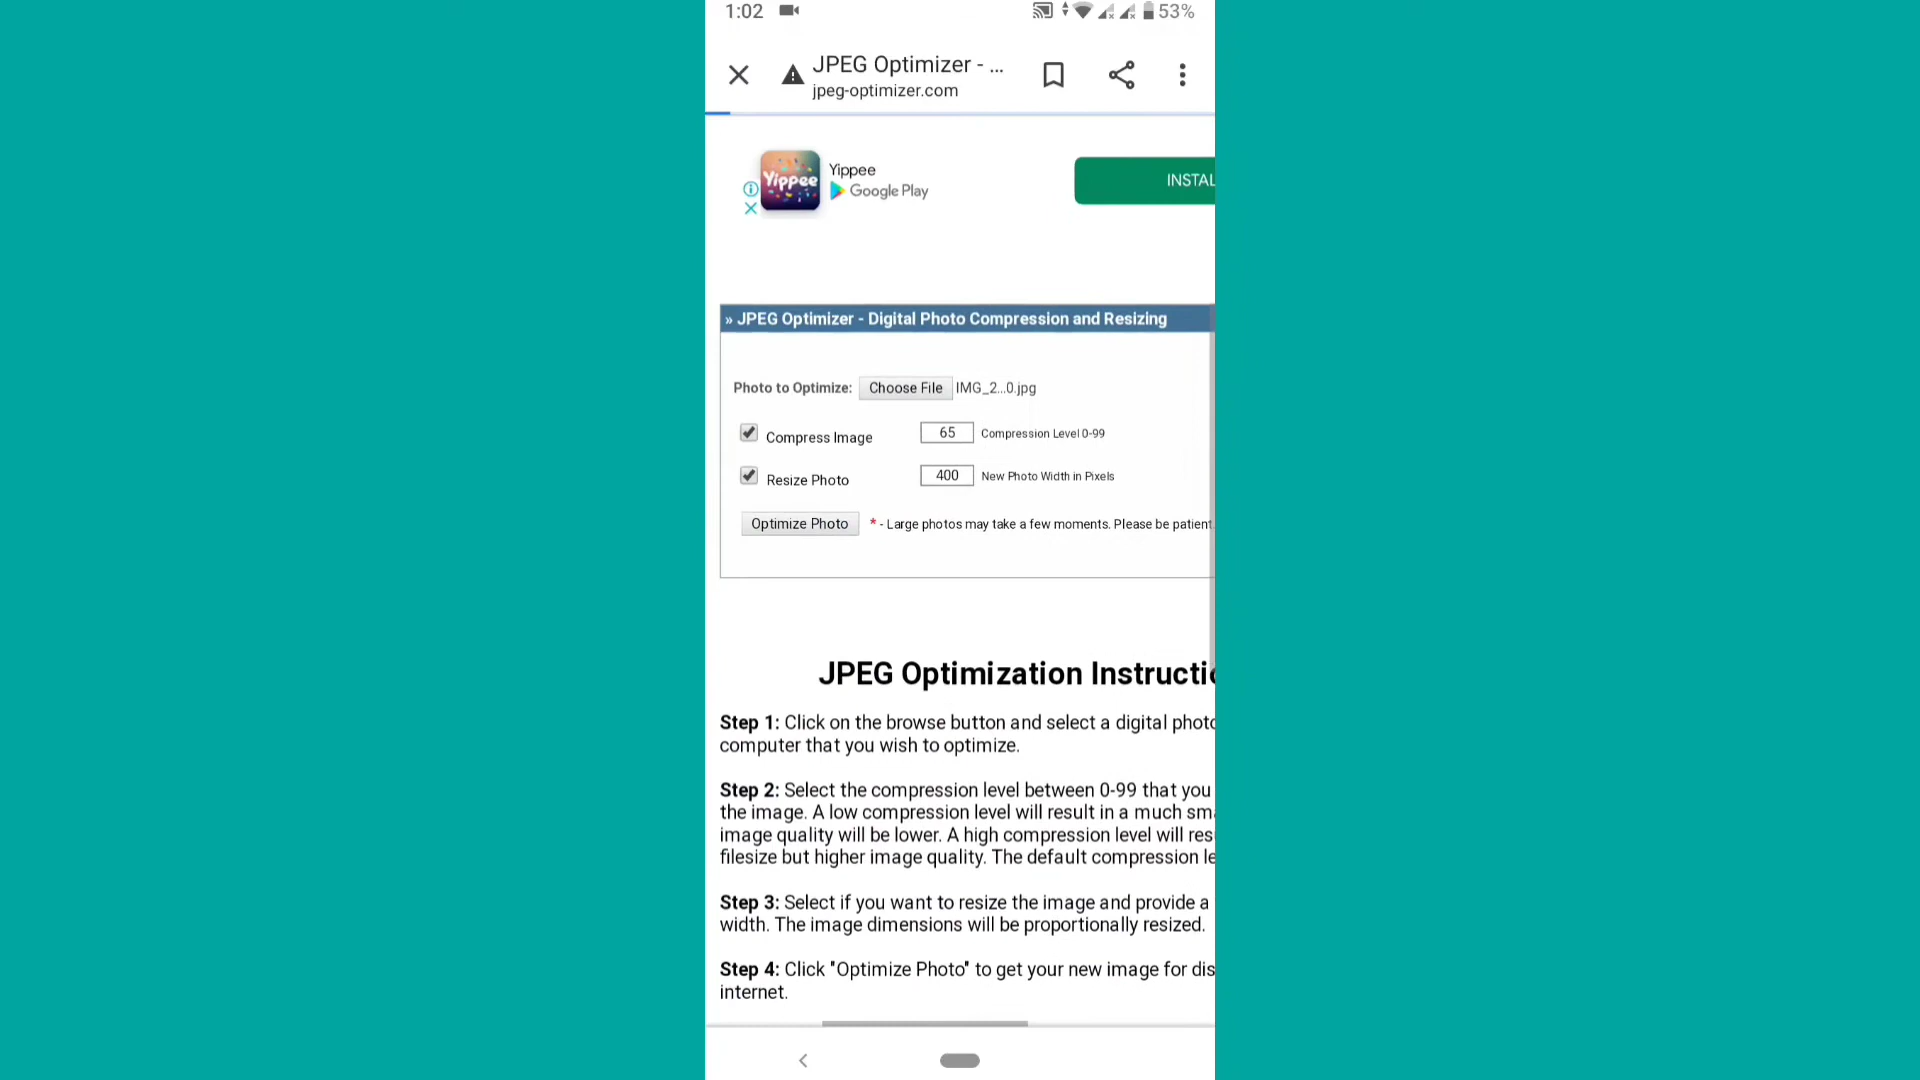 1:02
53%
JPEG Optimizer - ...
jpeg-optimizer.com
Yippee
Yippee
Google Play
INSTAL
» JPEG Optimizer - Digital Photo Compression and Resizing
Photo to Optimize: Choose File IMG_2...0.jpg
Compress Image 65 Compression Level 0-99
Resize Photo 400 New Photo Width in Pixels
Optimize Photo * - Large photos may take a few moments. Please be patient.
JPEG Optimization Instructi
Step 1: Click on the browse button and select a digital photo
computer that you wish to optimize.
Step 2: Select the compression level between 0-99 that you
the image. A low compression level will result in a much sm
image quality will be lower. A high compression level will res
filesize but higher image quality. The default compression le
Step 3: Select if you want to resize the image and provide a
width. The image dimensions will be proportionally resized.
Step 4: Click "Optimize Photo" to get your new image for dis
internet.